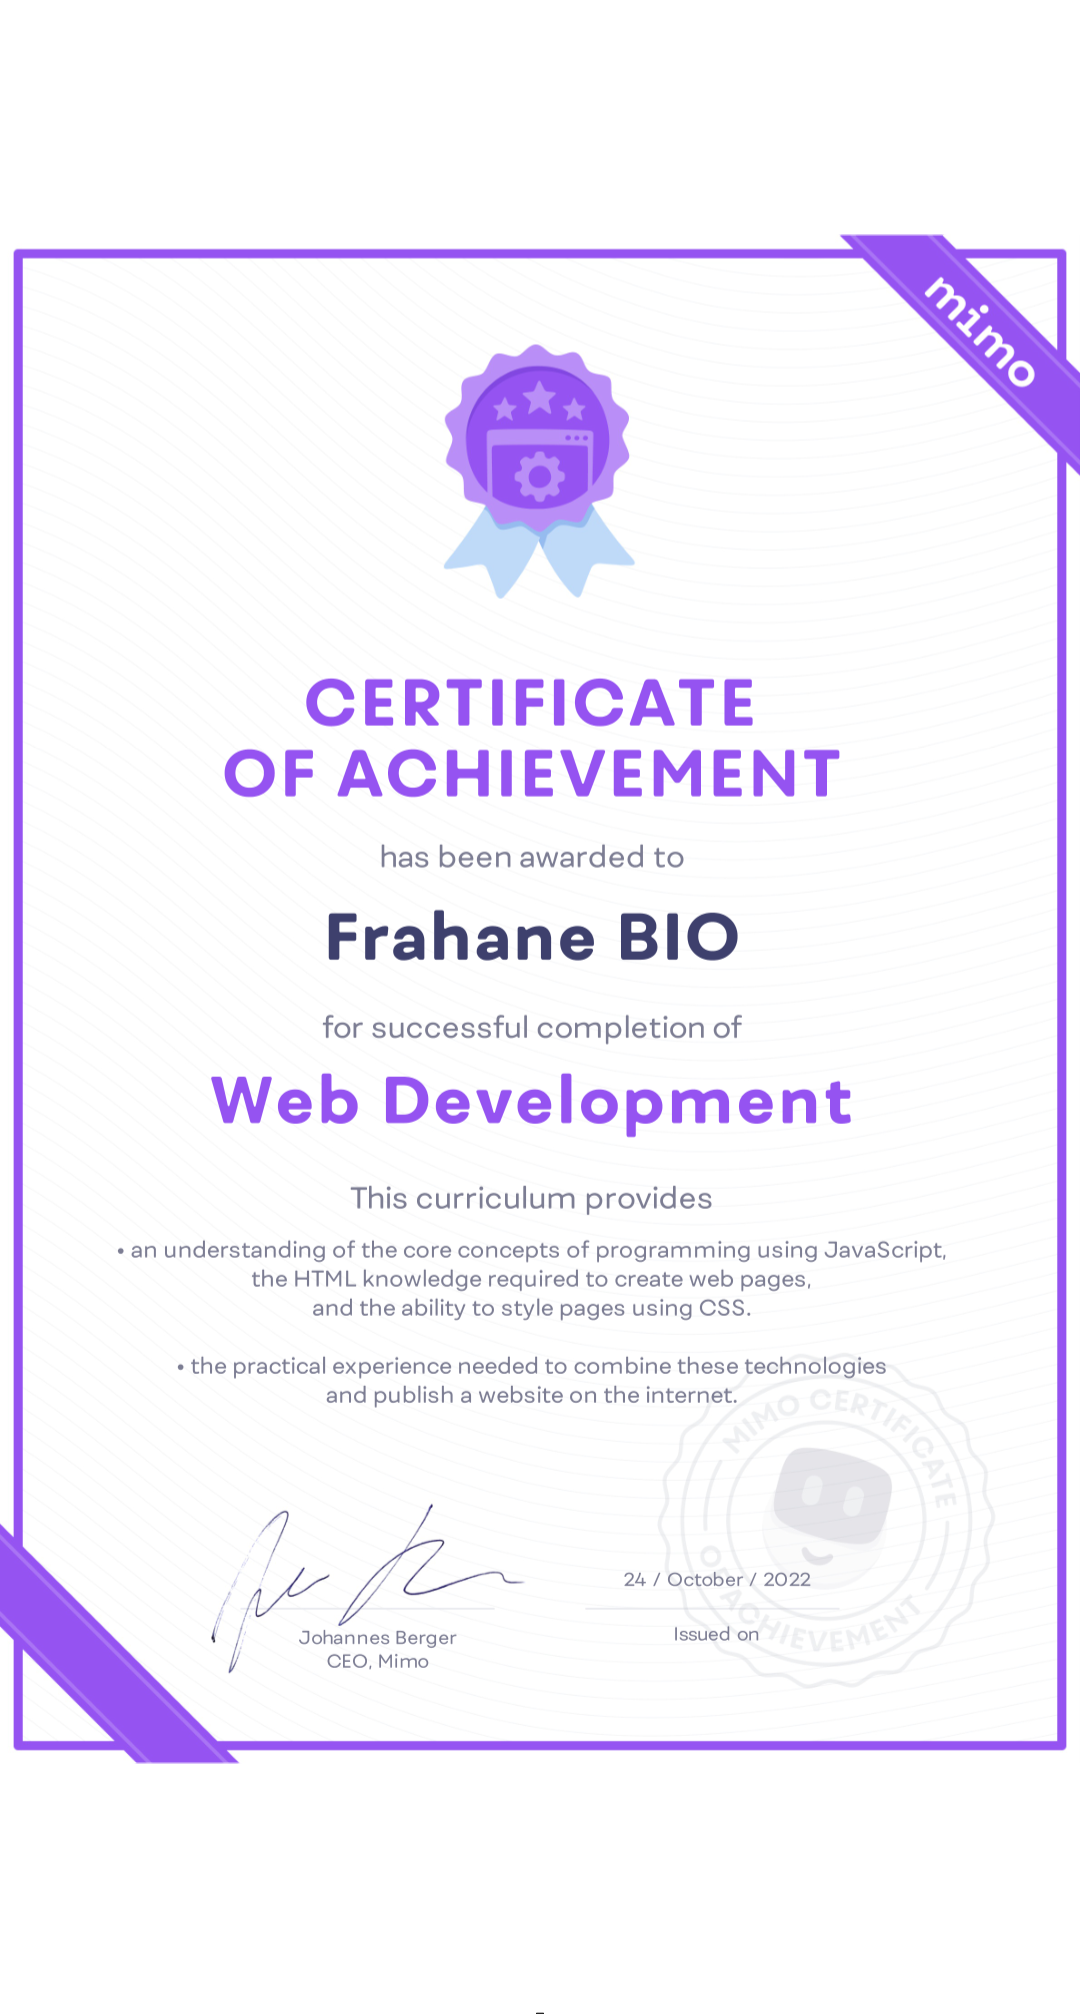 mimo
CERTIFICATE
OF ACHIEVEMENT
has been awarded to
Frahane BIO
for successful completion of
Web Development
This curriculum provides
• an understanding of the core concepts of programming using JavaScript,
the HTML knowledge required to create web pages,
and the ability to style pages using CSS.
• the practical experience needed to combine these technologies
and publish a website on the internet.
MIMO CERTIFICATE
OF ACHIEVEMENT
24 / October / 2022
Issued on
Johannes Berger
CEO, Mimo